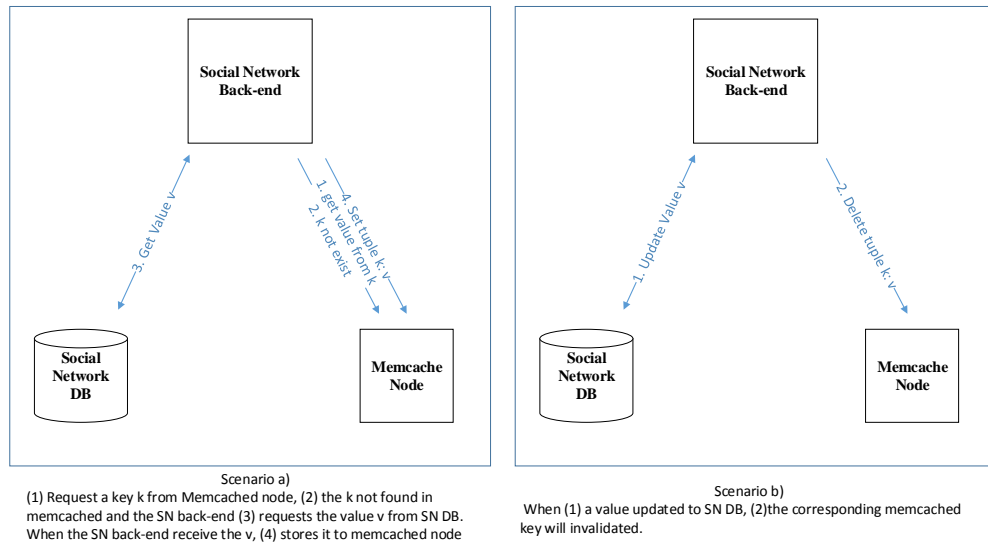 Social Network
Back-end
3. Get Value v
4. Set tuple k: v
1. get value from k
2. k not exist
Social
Network
DB
Memcache
Node
Scenario a)
(1) Request a key k from Memcached node, (2) the k not found in
memcached and the SN back-end (3) requests the value v from SN DB.
When the SN back-end receive the v, (4) stores it to memcached node
Social Network
Back-end
1. Update Value v
2. Delete tuple k: v
Social
Network
DB
Memcache
Node
Scenario b)
When (1) a value updated to SN DB, (2)the corresponding memcached
key will invalidated.